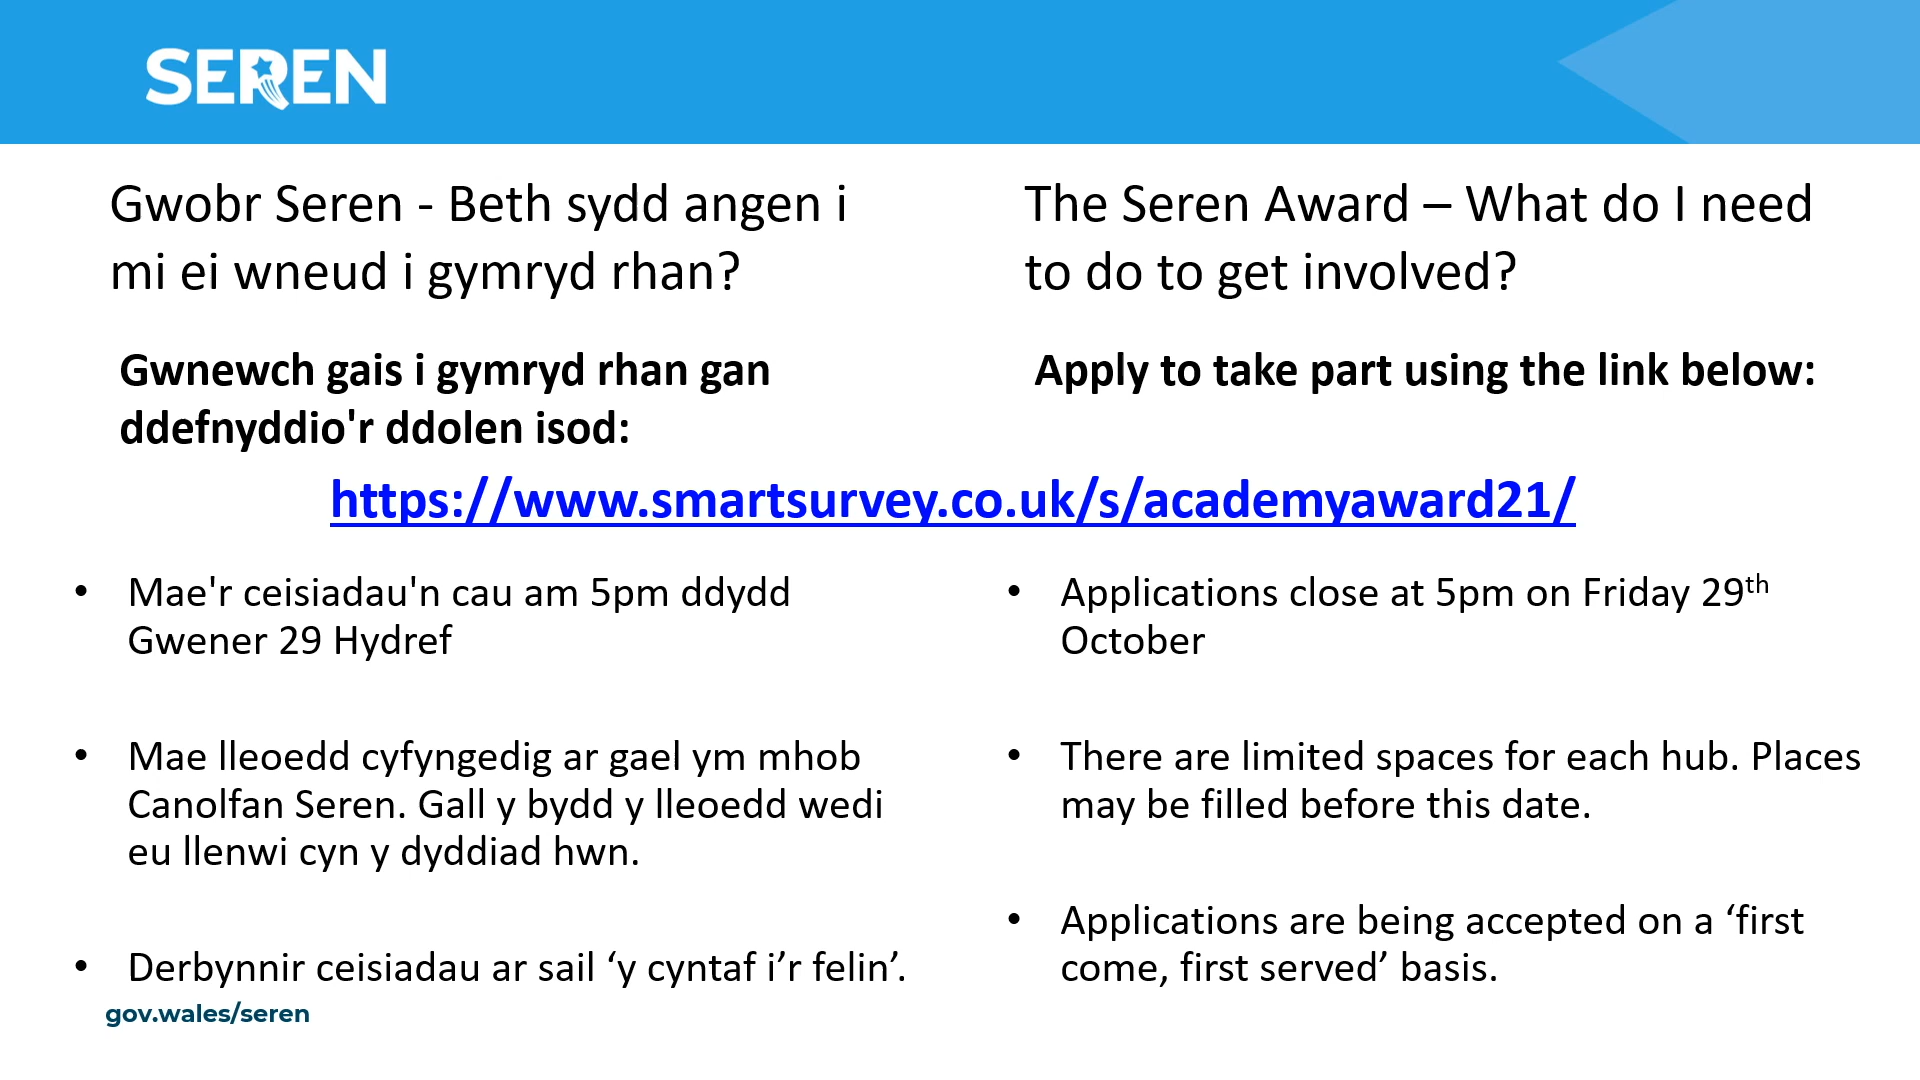 SEREN
Gwobr Seren - Beth sydd angen i
mi ei wneud i gymryd rhan?
Gwnewch gais i gymryd rhan gan
ddefnyddio'r ddolen isod:
The Seren Award – What do I need
to do to get involved?
Apply to take part using the link below:
https://www.smartsurvey.co.uk/s/academyaward21/
• Mae'r ceisiadau'n cau am 5pm ddydd
Gwener 29 Hydref
• Mae lleoedd cyfyngedig ar gael ym mhob
Canolfan Seren. Gall y bydd y lleoedd wedi
eu llenwi cyn y dyddiad hwn.
• Derbynnir ceisiadau ar sail ‘y cyntaf i’r felin’.
• Applications close at 5pm on Friday 29th
October
• There are limited spaces for each hub. Places
may be filled before this date.
• Applications are being accepted on a ‘first
come, first served’ basis.
gov.wales/seren